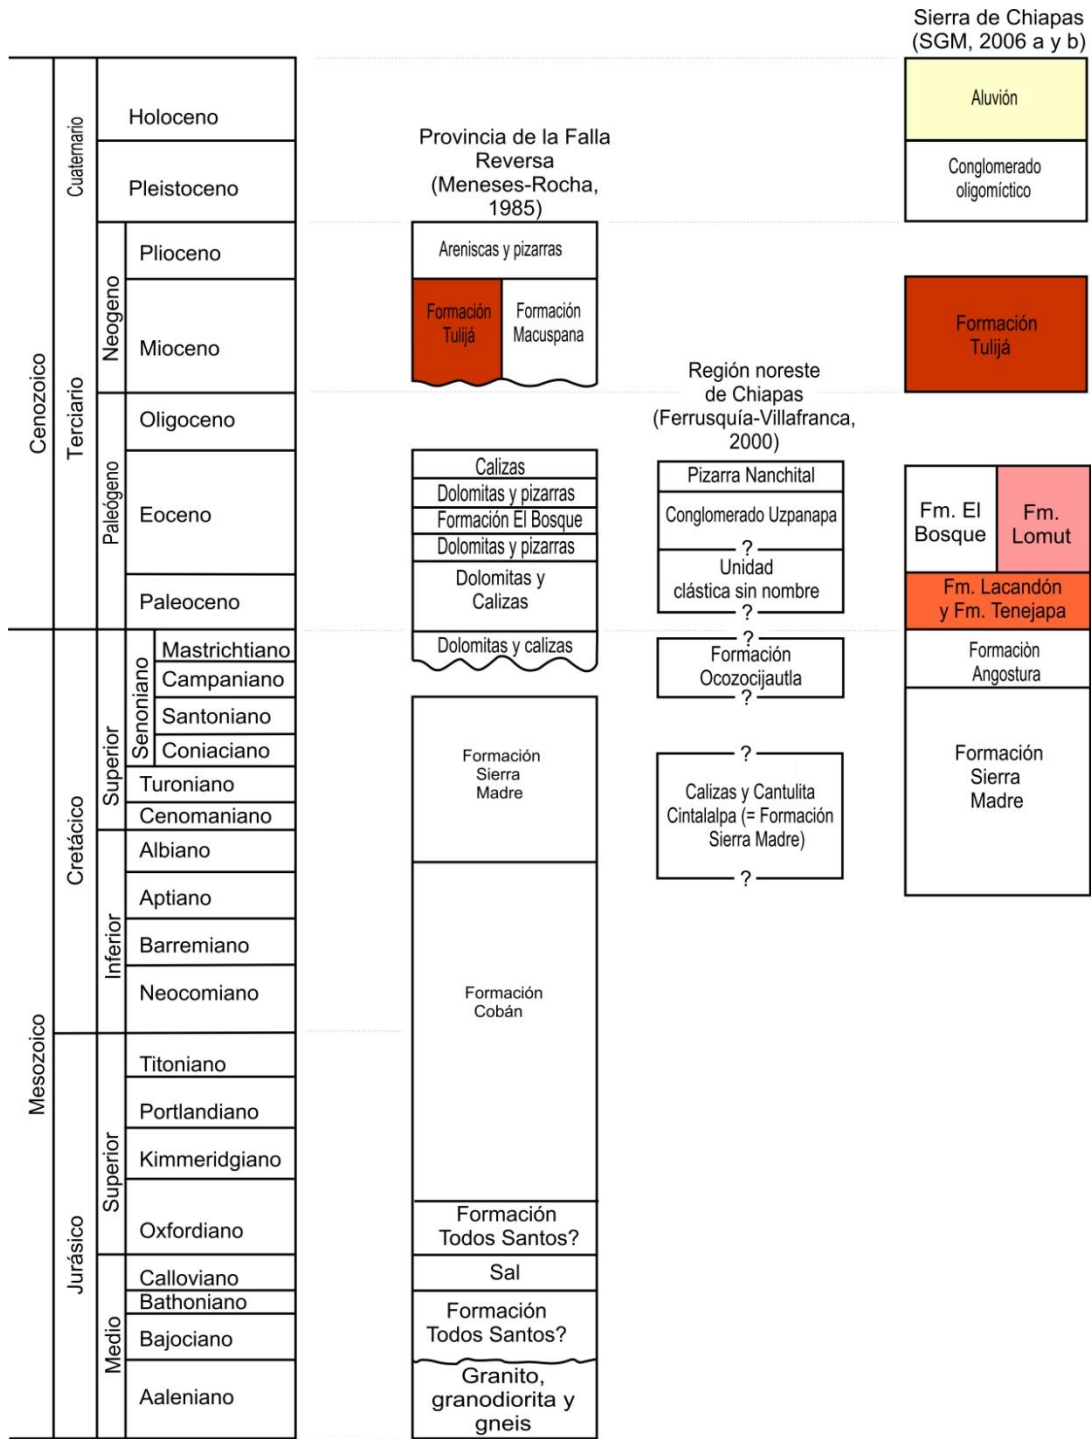 Sierra de Chiapas
(SGM, 2006 a y b)
Cenozoico
Mesozoico
Cuaternario
Terciario
Cretácico
Jurásico
Neogeno
Paleógeno
Superior
Inferior
Superior
Medio
Senoniano
Holoceno
Pleistoceno
Plioceno
Mioceno
Oligoceno
Eoceno
Paleoceno
Mastrichtiano
Campaniano
Santoniano
Coniaciano
Turoniano
Cenomaniano
Albiano
Aptiano
Barremiano
Neocomiano
Titoniano
Portlandiano
Kimmeridgiano
Oxfordiano
Calloviano
Bathoniano
Bajociano
Aaleniano
Provincia de la Falla
Reversa
(Meneses-Rocha,
1985)
Areniscas y pizarras
Formación
Tulijá
Formación
Macuspana
Calizas
Dolomitas y pizarras
Formación El Bosque
Dolomitas y pizarras
Dolomitas y
Calizas
Dolomitas y calizas
Formación
Sierra
Madre
Formación
Cobán
Formación
Todos Santos?
Sal
Formación
Todos Santos?
Granito,
granodiorita y
gneis
Región noreste
de Chiapas
(Ferrusquía-Villafranca,
2000)
Pizarra Nanchital
Conglomerado Uzpanapa
?
Unidad
clástica sin nombre
?
?
Formación
Ocozocijautla
?
?
Calizas y Cantulita
Cintalalpa (= Formación
Sierra Madre)
?
Aluvión
Conglomerado
oligomíctico
Formación
Tulijá
Fm. El
Bosque
Fm.
Lomut
Fm. Lacandón
y Fm. Tenejapa
Formaciòn
Angostura
Formación
Sierra
Madre